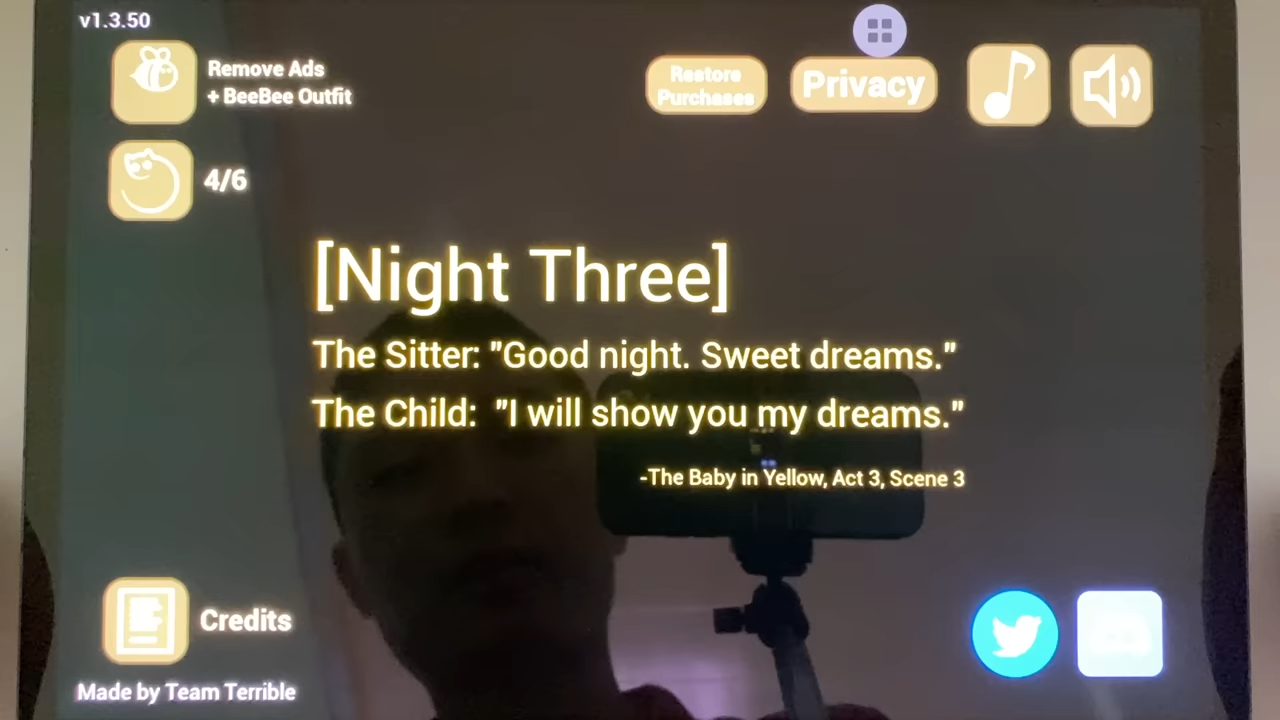 v1.3.50
Remove Ads
+ BeeBee Outfit
Restore
Purchases
Privacy
4/6
[Night Three]
The Sitter: "Good night. Sweet dreams."
The Child: "I will show you my dreams."
-The Baby in Yellow, Act 3, Scene 3
Credits
Made by Team Terrible